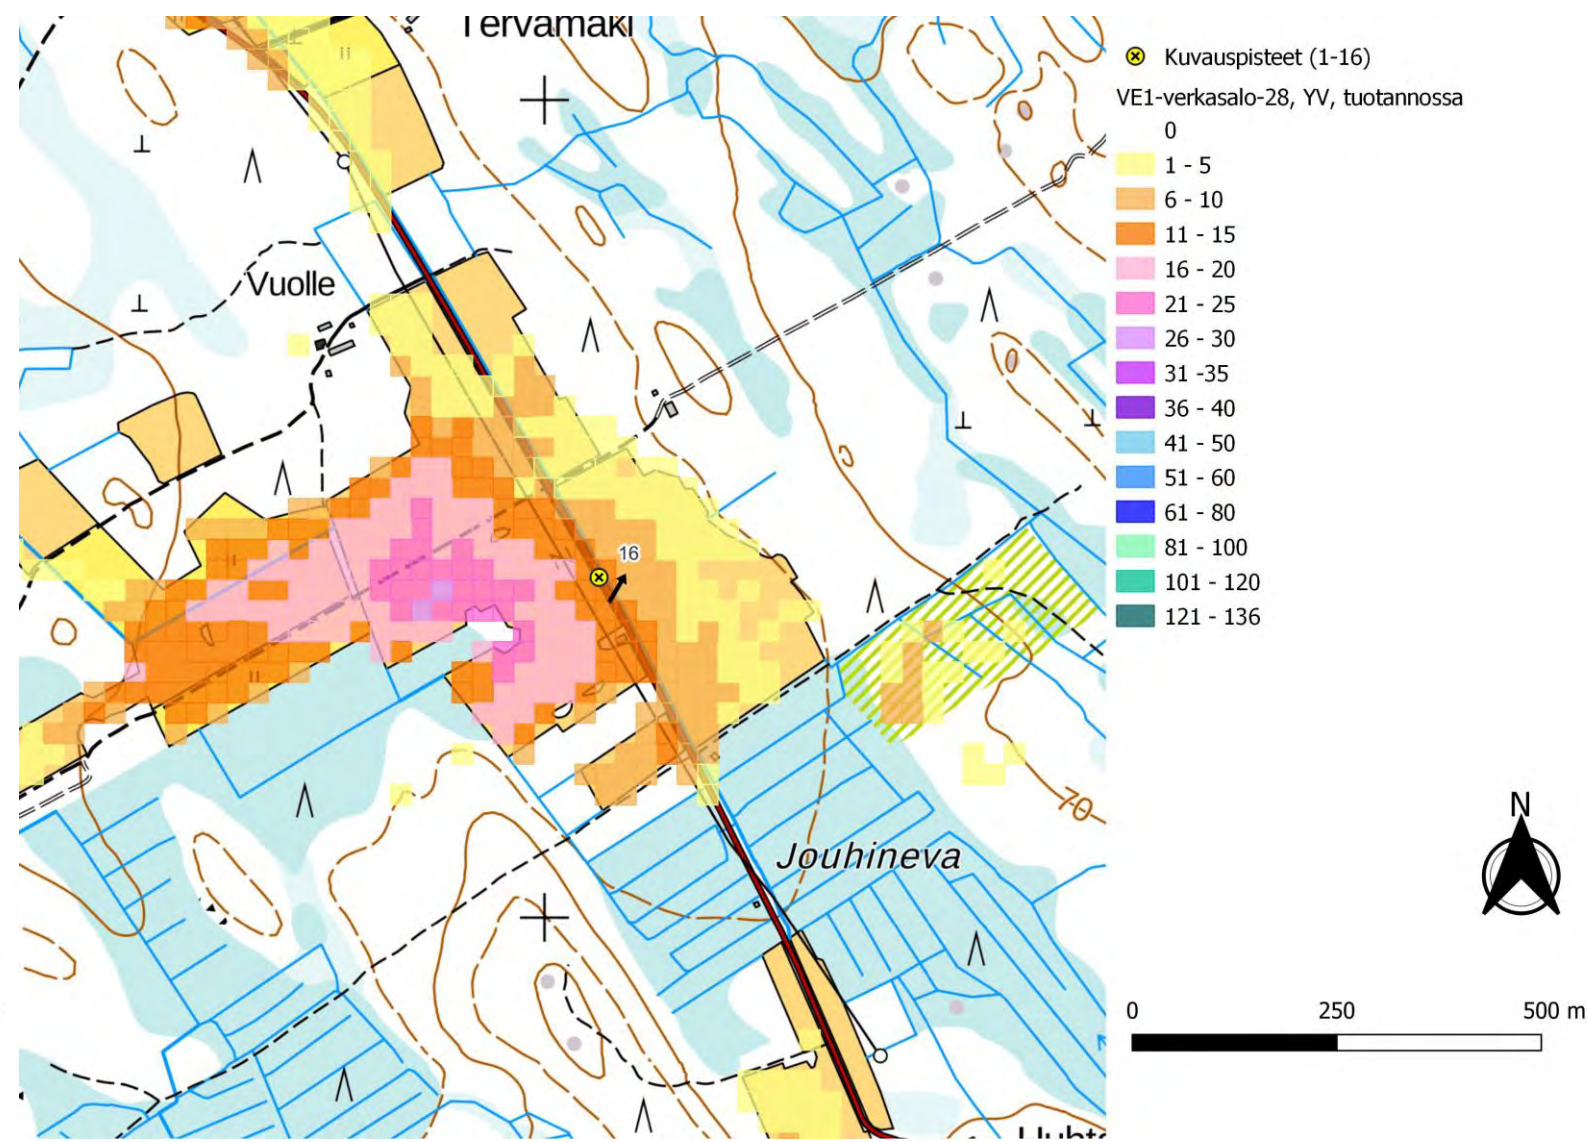 Tervamäki
Vuolle
16
70
Jouhineva
Kuvauspisteet (1-16)
VE1-verkasalo-28, YV, tuotannossa
0
1 - 5
6 - 10
11 - 15
16 - 20
21 - 25
26 - 30
31 -35
36 - 40
41 - 50
51 - 60
61 - 80
81 - 100
101 - 120
121 - 136
N
0 250 500 m